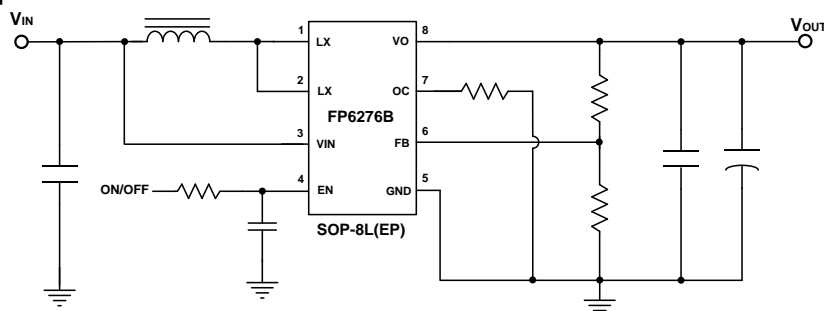 VIN
VOUT
1
LX
VO
8
2
LX
OC
7
FP6276B
3
VIN
FB
6
ON/OFF
4
EN
GND
5
SOP-8L(EP)